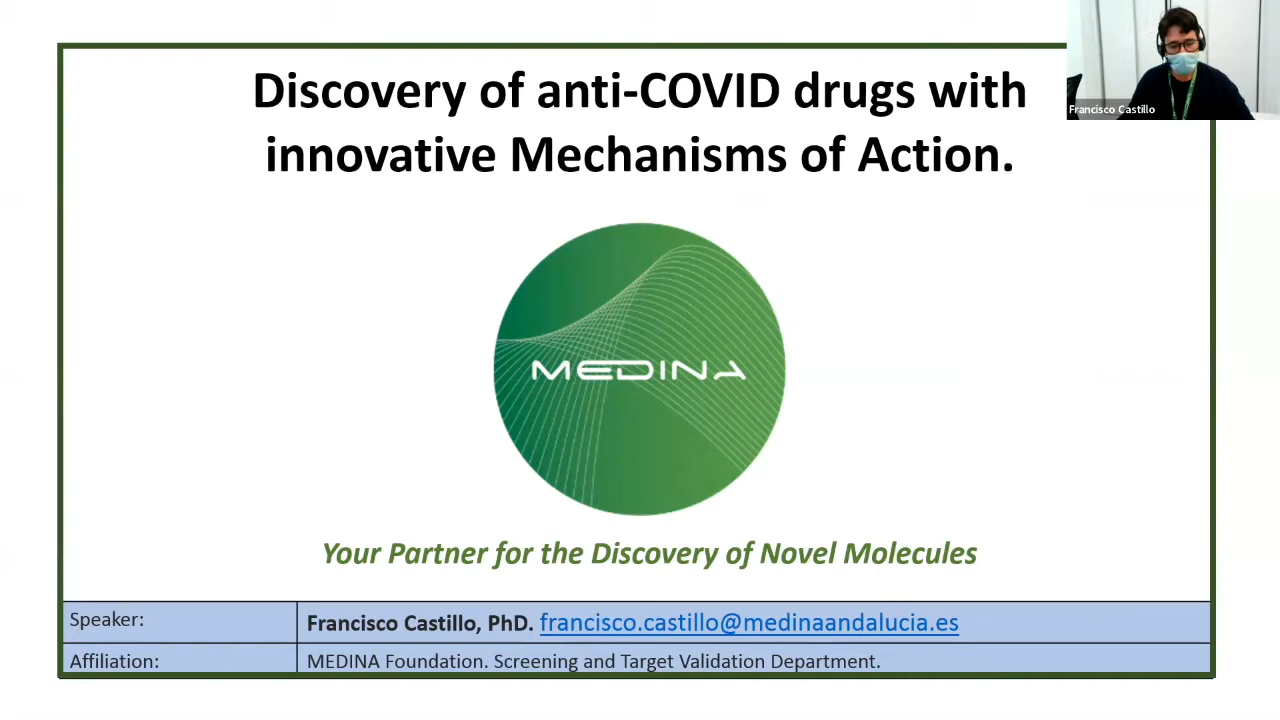 Discovery of anti-COVID drugs with
innovative Mechanisms of Action.
Francisco Castillo
MEDINA
Your Partner for the Discovery of Novel Molecules
Speaker: Francisco Castillo, PhD. francisco.castillo@medinaandalucia.es
Affiliation: MEDINA Foundation. Screening and Target Validation Department.